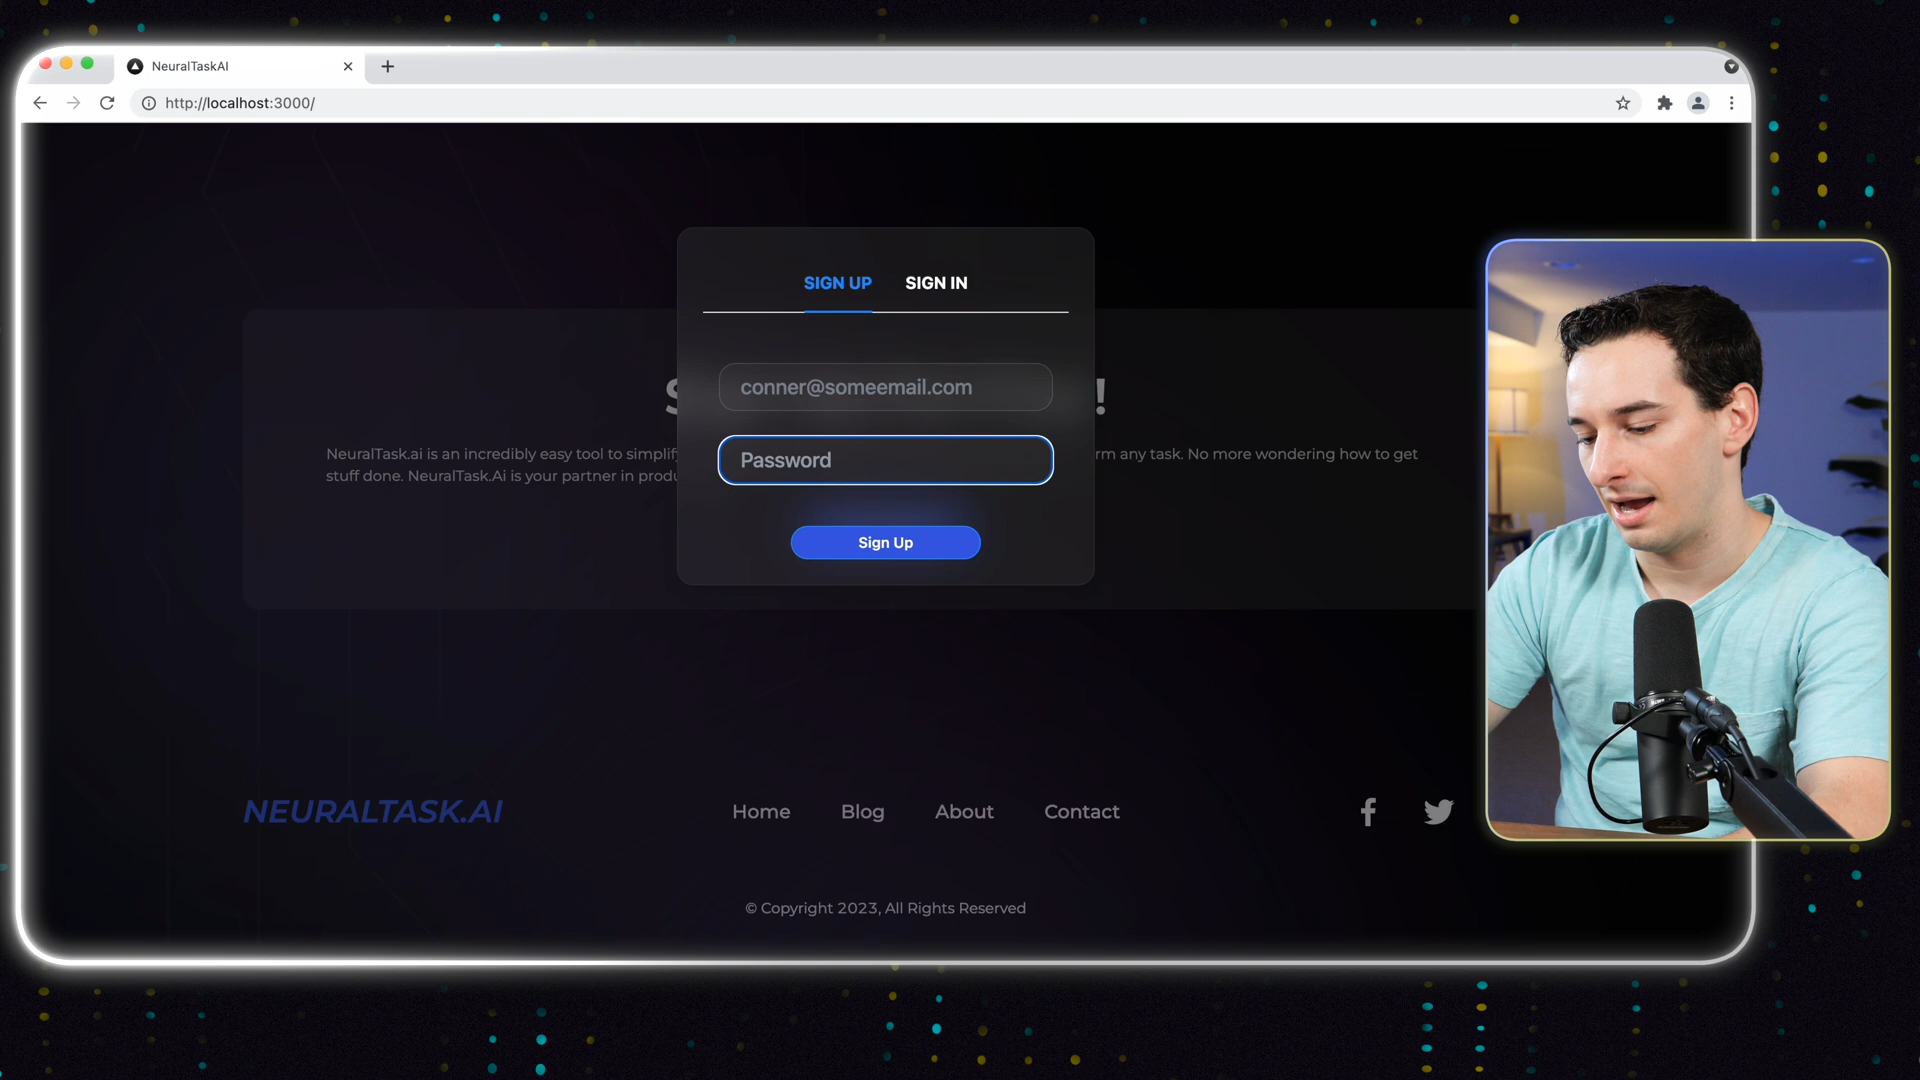 NeuralTaskAI
http://localhost:3000/
SIGN UP SIGN IN
S !
conner@someemail.com
NeuralTask.ai is an incredibly easy tool to simplify rm any task. No more wondering how to get
Password
stuff done. NeuralTask.Ai is your partner in produ
Sign Up
NEURALTASK.AI Home Blog About Contact
© Copyright 2023, All Rights Reserved